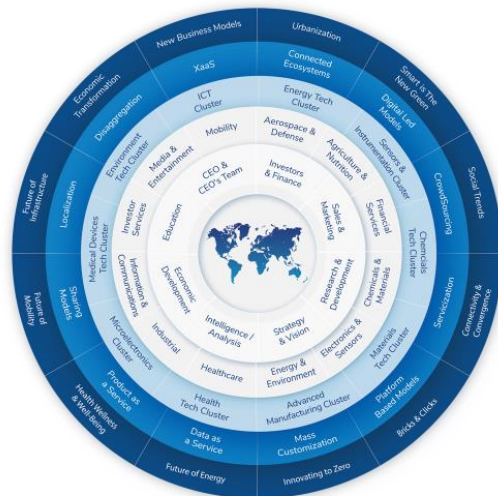 New Business Models
Urbanization
Smart is The
New Green
Social Trends
Connectivity &
Convergence
Bricks & Clicks
Innovating to Zero
Future of Energy
Health Wellness
& Well-Being
Future of
Mobility
Future of
Infrastructure
Economic
Transformation
XaaS
Connected
Ecosystems
Digital Led
Models
CrowdSourcing
Servicization
Platform
Based Models
Mass
Customization
Data as
a Service
Product as
a Service
Sharing
Models
Localization
Disaggregation
ICT
Cluster
Energy Tech
Cluster
Sensors &
Instrumentation Cluster
Chemcials
Tech Cluster
Materials
Tech Cluster
Advanced
Manufacturing Cluster
Health
Tech Cluster
Microelectronics
Cluster
Medical Devices
Tech Cluster
Environment
Tech Cluster
Mobility
Aerospace &
Defense
Agriculture &
Nutrition
Financial
Services
Chemicals
& Materials
Electronics &
Sensors
Energy &
Environment
Healthcare
Industrial
Information &
Communications
Investor
Services
Media &
Entertainment
CEO &
CEO's Team
Investors
& Finance
Sales &
Marketing
Research &
Development
Strategy
& Vision
Intelligence /
Analysis
Economic
Development
Education